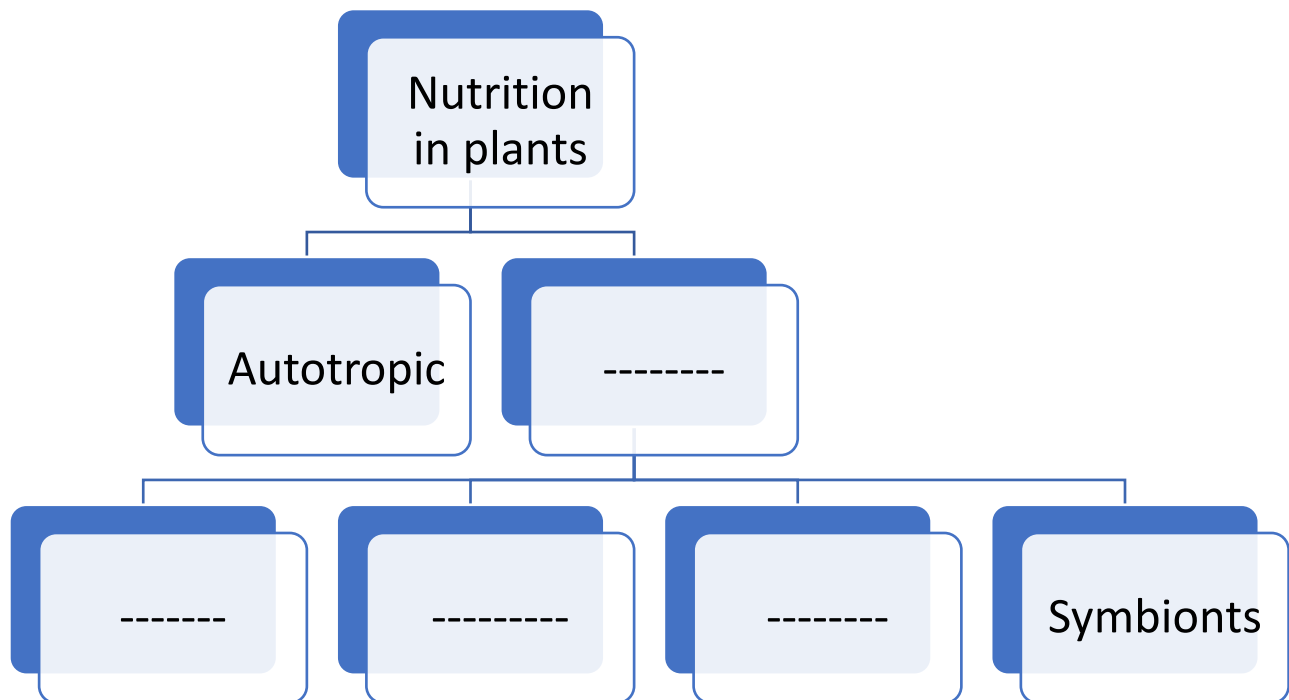 Nutrition
in plants
Autotropic
--------
-------
---------
--------
Symbionts